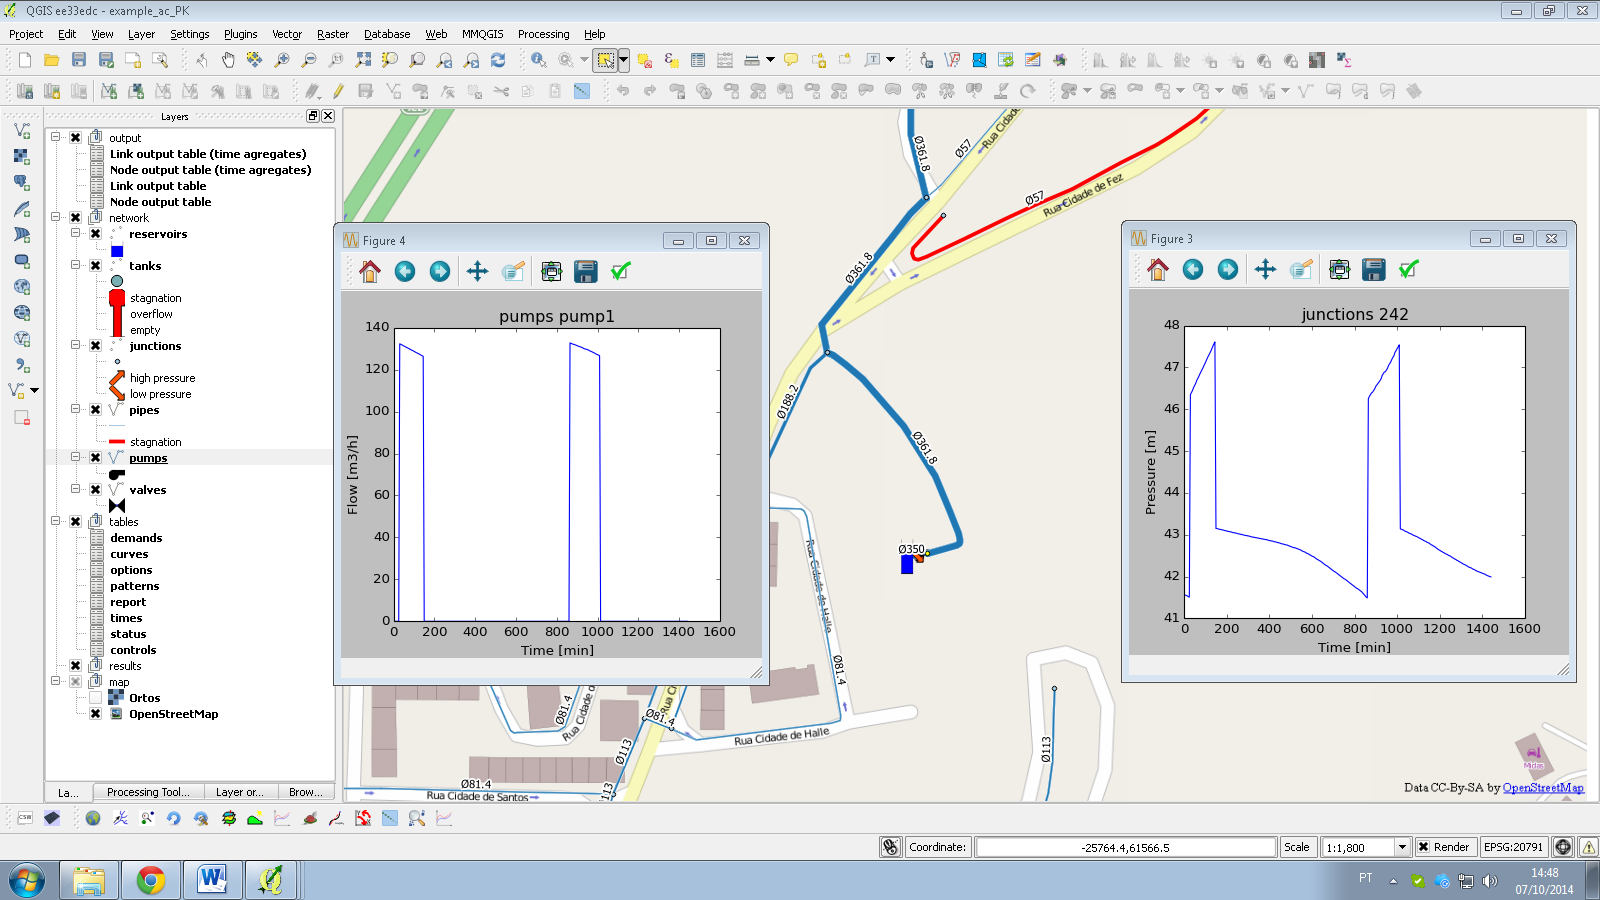 QGIS ee33edc - example_ac_PK
Project Edit View Layer Settings Plugins Vector Raster Database Web MMQGIS Processing Help
Layers
output
Link output table (time agregates)
Node output table (time agregates)
Link output table
Node output table
network
reservoirs
tanks
stagnation
overflow
empty
junctions
high pressure
low pressure
pipes
stagnation
pumps
valves
tables
demands
curves
options
patterns
report
times
status
controls
results
map
Ortos
OpenStreetMap
La... Processing Tool... Layer or... Brow...
Ø361.8
Ø57
Rua Cidade
Ø57
Rua Cidade de Fez
Ø361.8
Ø188.2
Ø361.8
Ø350
Rua Cidade de Halle
Ø81.4
Ø81.4
Rua Cidade d
Rua Ci
Ø81.4
Rua Cidade de Halle
Ø113
Ø113
Ø81.4
Rua Cidade de Santos
113
Midas
Data CC-By-SA by OpenStreetMap
Figure 4
pumps pump1
140
120
100
80
60
40
20
0
Flow [m3/h]
0 200 400 600 800 1000 1200 1400 1600
Time [min]
Figure 3
junctions 242
48
47
46
45
44
43
42
41
Pressure [m]
0 200 400 600 800 1000 1200 1400 1600
Time [min]
CSW
Coordinate: -25764.4,61566.5 Scale 1:1,800 Render EPSG:20791
PT
14:48
07/10/2014